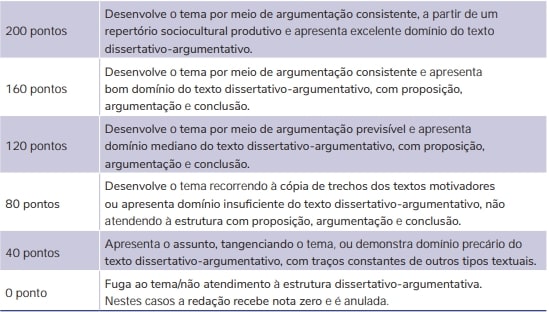 200 pontos
Desenvolve o tema por meio de argumentação consistente, a partir de um
repertório sociocultural produtivo e apresenta excelente domínio do texto
dissertativo-argumentativo.
160 pontos
Desenvolve o tema por meio de argumentação consistente e apresenta
bom domínio do texto dissertativo-argumentativo, com proposição,
argumentação e conclusão.
120 pontos
Desenvolve o tema por meio de argumentação previsível e apresenta
domínio mediano do texto dissertativo-argumentativo, com proposição,
argumentação e conclusão.
80 pontos
Desenvolve o tema recorrendo à cópia de trechos dos textos motivadores
ou apresenta domínio insuficiente do texto dissertativo-argumentativo, não
atendendo à estrutura com proposição, argumentação e conclusão.
40 pontos
Apresenta o assunto, tangenciando o tema, ou demonstra domínio precário do
texto dissertativo-argumentativo, com traços constantes de outros tipos textuais.
0 ponto
Fuga ao tema/não atendimento à estrutura dissertativo-argumentativa.
Nestes casos a redação recebe nota zero e é anulada.